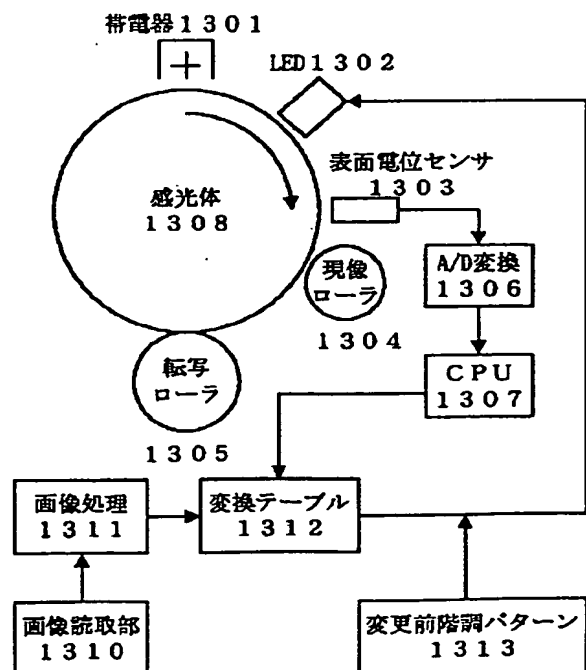 帯電器1301
LED1302
表面電位センサ
1303
感光体
1308
A/D変換
1306
現像
ローラ
1304
CPU
1307
転写
ローラ
1305
画像処理
1311
変換テーブル
1312
画像読取部
1310
変更前階調パターン
1313